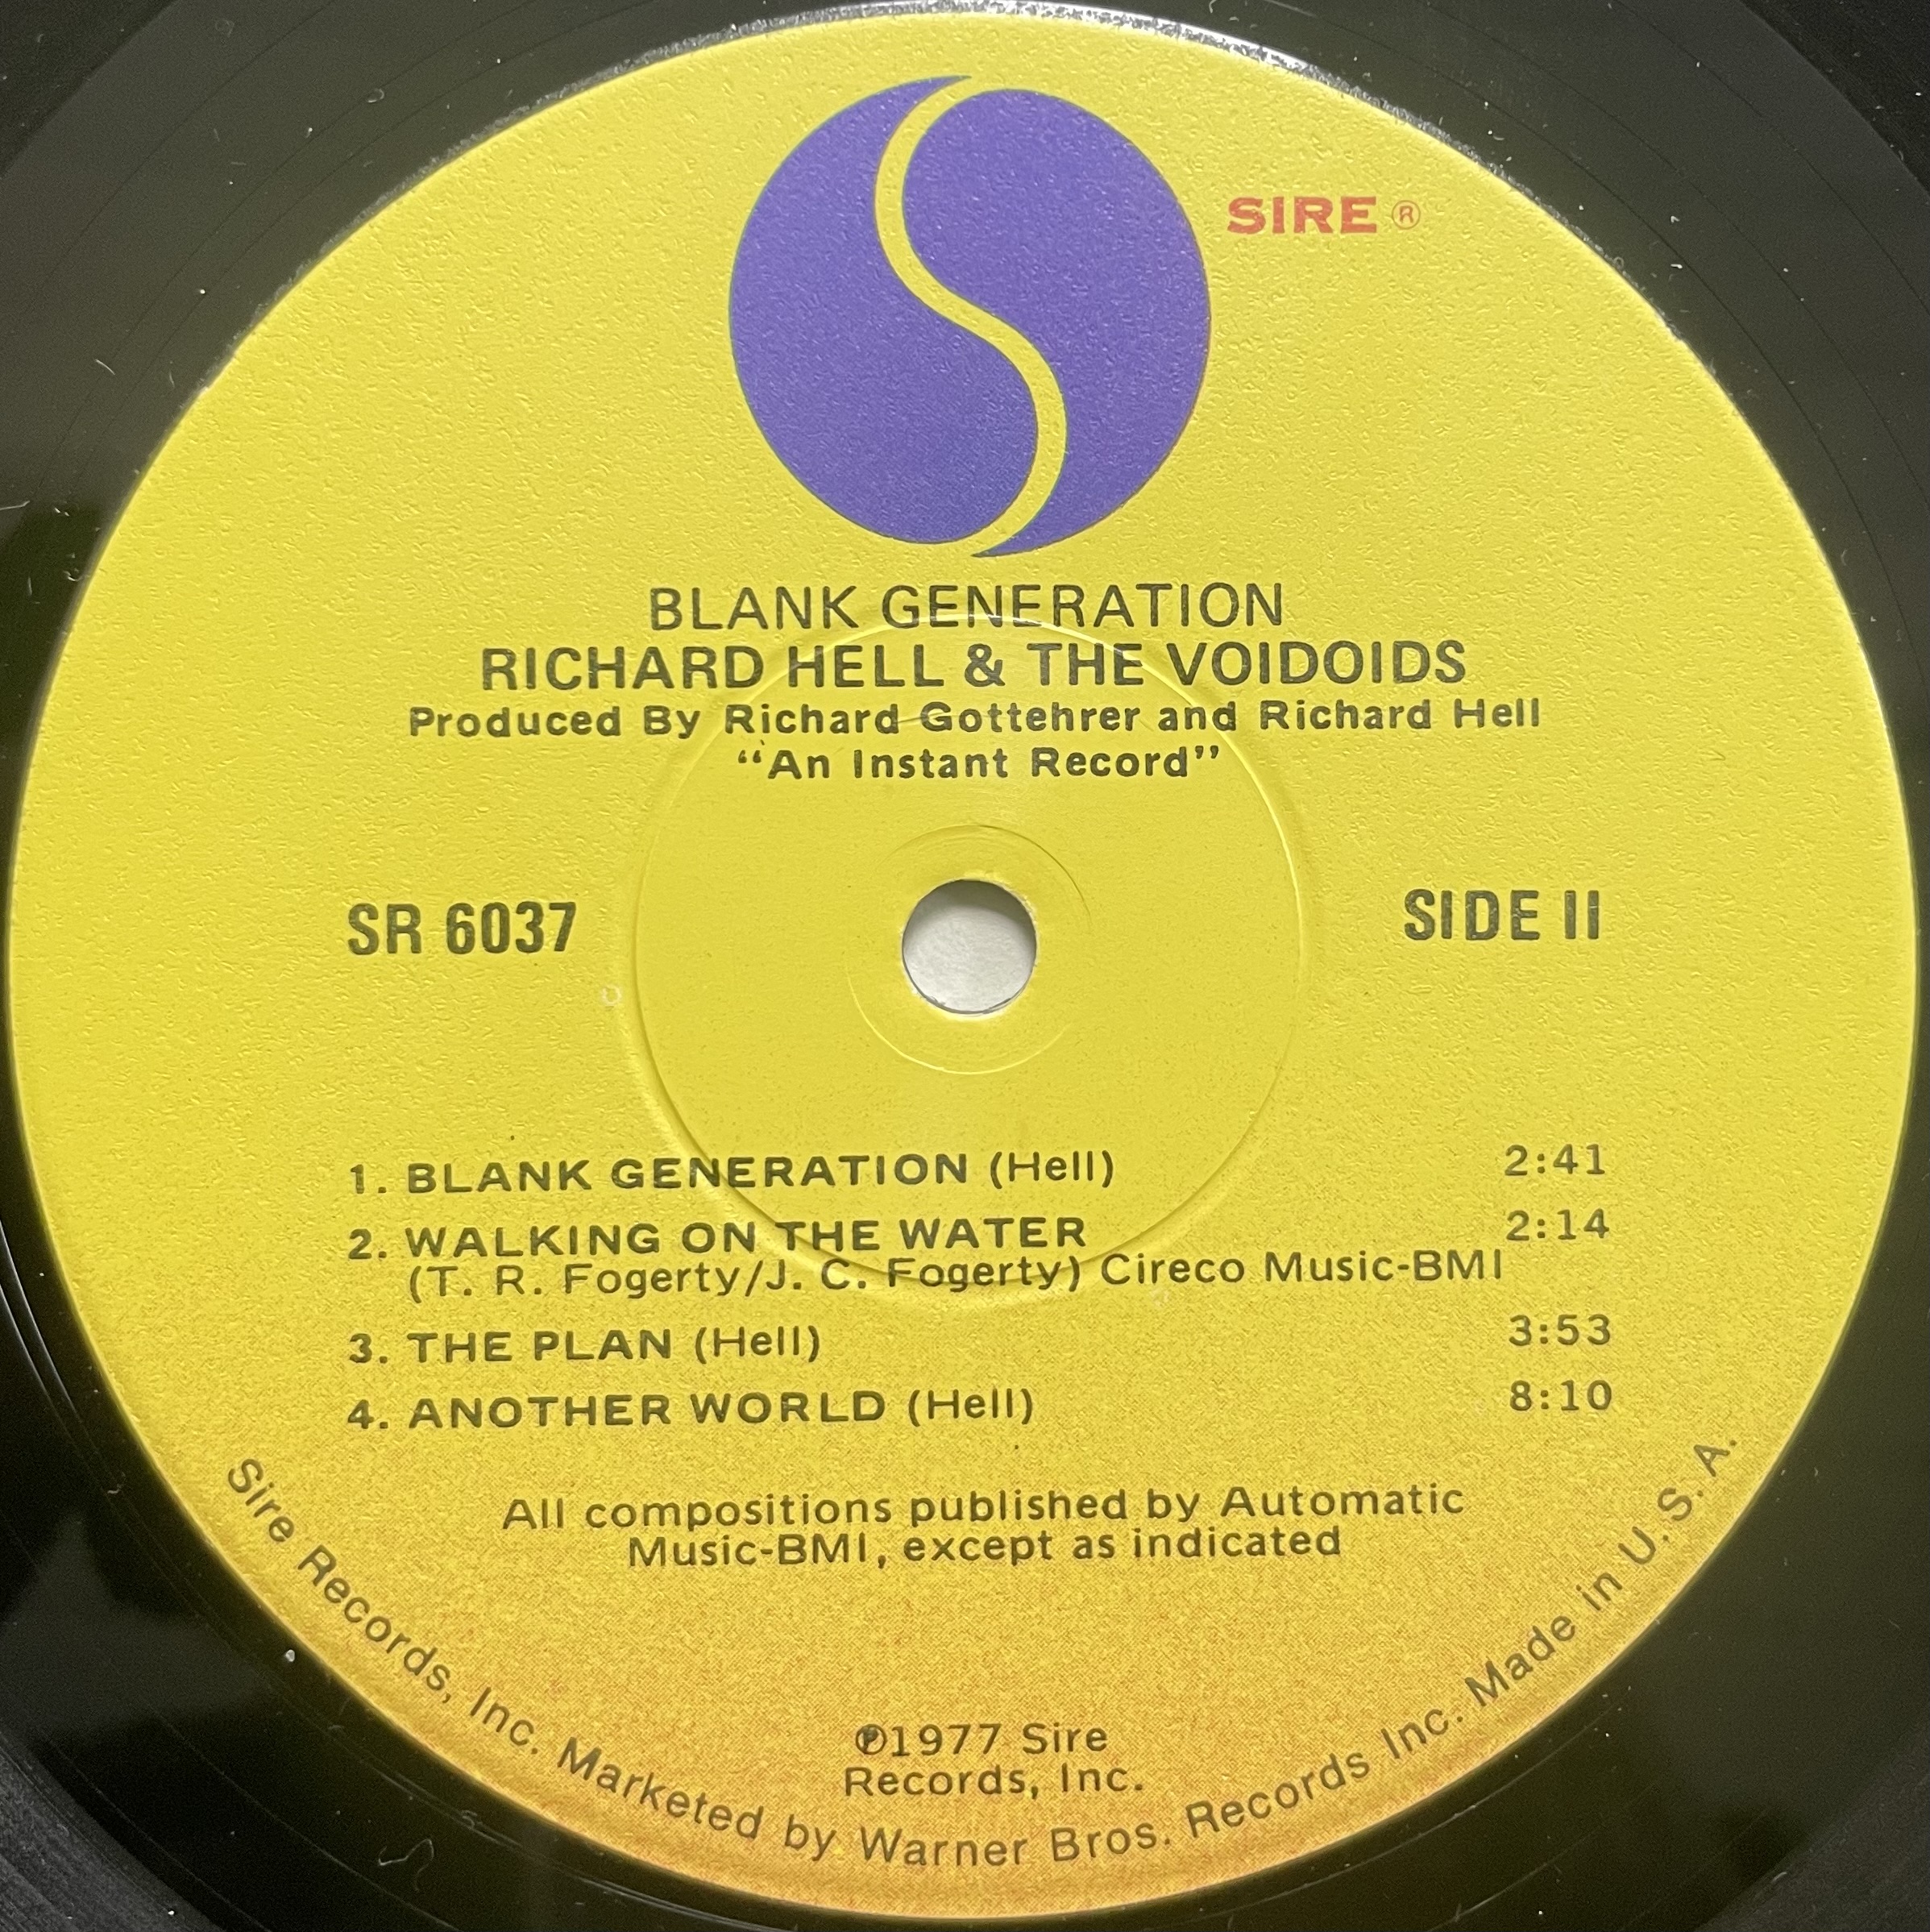 SIRE ®
BLANK GENERATION
RICHARD HELL & THE VOIDOIDS
Produced By Richard Gottehrer and Richard Hell
“An Instant Record”
SR 6037
SIDE II
1. BLANK GENERATION (Hell) 2:41
2. WALKING ON THE WATER 2:14
(T. R. Fogerty/J. C. Fogerty) Cireco Music-BMI
3. THE PLAN (Hell) 3:53
4. ANOTHER WORLD (Hell) 8:10
All compositions published by Automatic
Music-BMI, except as indicated
℗1977 Sire
Records, Inc.
Sire Records, Inc. Marketed by Warner Bros. Records Inc. Made in U. S. A.